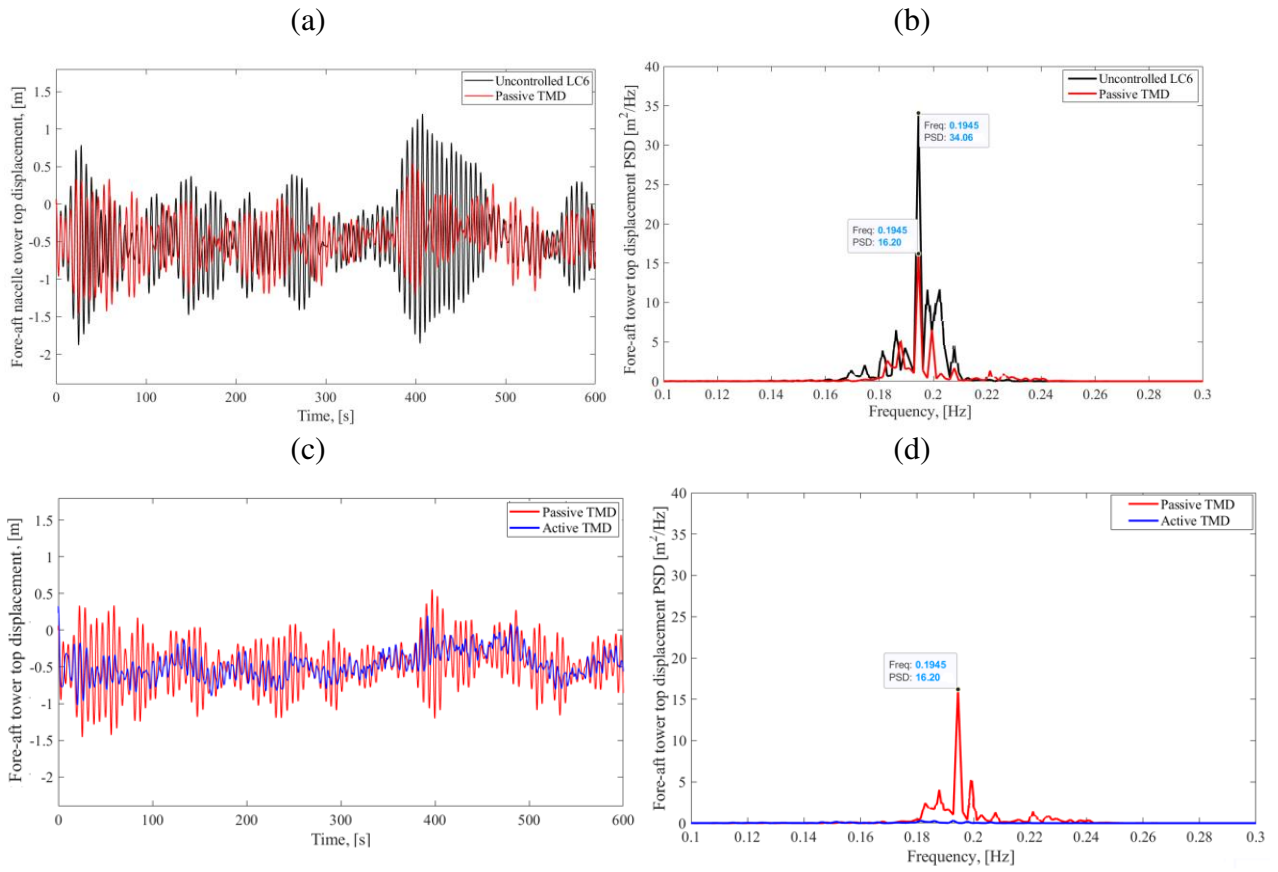 (a)
Fore-aft nacelle tower top displacement, [m]
1.5
1
0.5
0
-0.5
-1
-1.5
-2
Uncontrolled LC6
Passive TMD
0 100 200 300 400 500 600
Time, [s]
(b)
Fore-aft tower top displacement PSD [m²/Hz]
40
35
30
25
20
15
10
5
0
Uncontrolled LC6
Passive TMD
Freq: 0.1945
PSD: 34.06
Freq: 0.1945
PSD: 16.20
0.1 0.12 0.14 0.16 0.18 0.2 0.22 0.24 0.26 0.28 0.3
Frequency, [Hz]
(c)
Fore-aft tower top displacement, [m]
1.5
1
0.5
0
-0.5
-1
-1.5
-2
Passive TMD
Active TMD
0 100 200 300 400 500 600
Time, [s]
(d)
Fore-aft tower top displacement PSD [m²/Hz]
40
35
30
25
20
15
10
5
0
Passive TMD
Active TMD
Freq: 0.1945
PSD: 16.20
0.1 0.12 0.14 0.16 0.18 0.2 0.22 0.24 0.26 0.28 0.3
Frequency, [Hz]